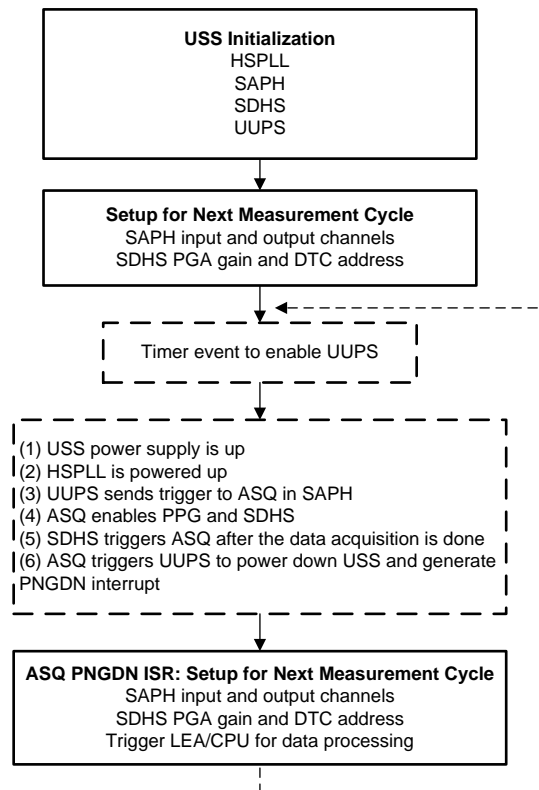 USS Initialization
HSPLL
SAPH
SDHS
UUPS
Setup for Next Measurement Cycle
SAPH input and output channels
SDHS PGA gain and DTC address
Timer event to enable UUPS
(1) USS power supply is up
(2) HSPLL is powered up
(3) UUPS sends trigger to ASQ in SAPH
(4) ASQ enables PPG and SDHS
(5) SDHS triggers ASQ after the data acquisition is done
(6) ASQ triggers UUPS to power down USS and generate
PNGDN interrupt
ASQ PNGDN ISR: Setup for Next Measurement Cycle
SAPH input and output channels
SDHS PGA gain and DTC address
Trigger LEA/CPU for data processing